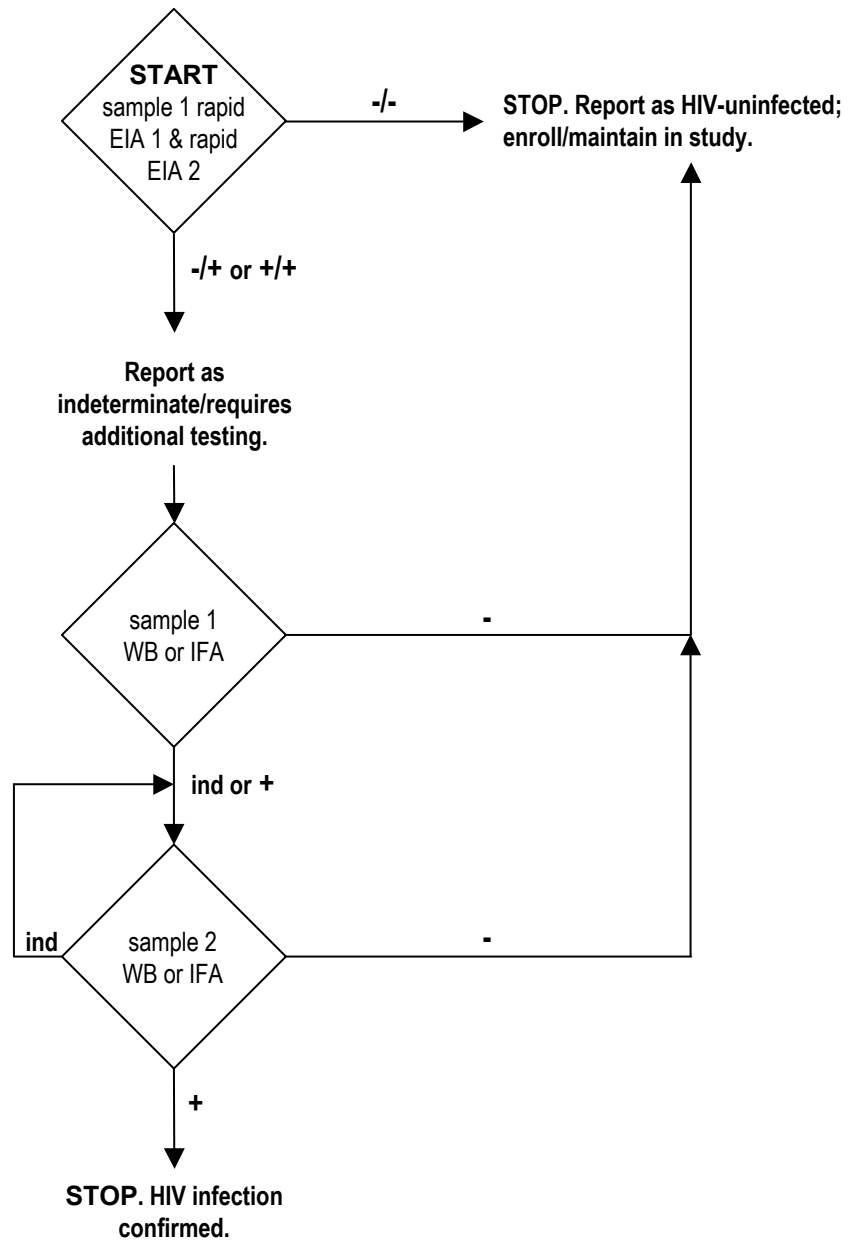 START
sample 1 rapid
EIA 1 & rapid
EIA 2
-/-
STOP. Report as HIV-uninfected;
enroll/maintain in study.
-/+ or +/+
Report as
indeterminate/requires
additional testing.
sample 1
WB or IFA
-
ind or +
ind
sample 2
WB or IFA
-
+
STOP. HIV infection
confirmed.